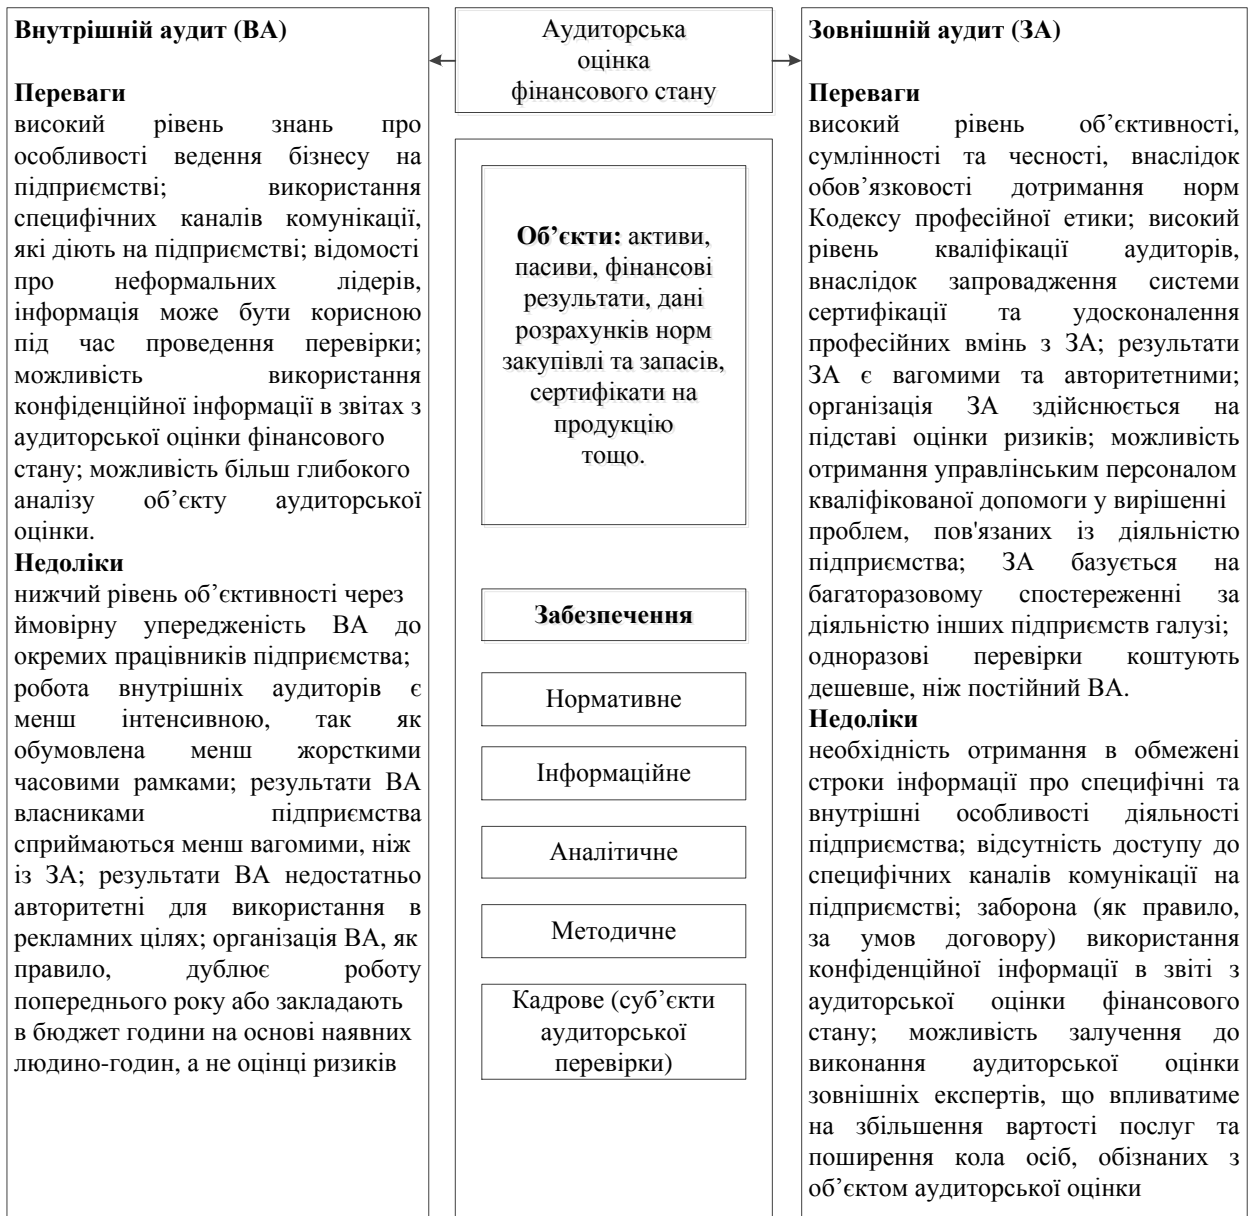 Внутрішній аудит (ВА)
Переваги
високий рівень знань про
особливості ведення бізнесу на
підприємстві; використання
специфічних каналів комунікації,
які діють на підприємстві; відомості
про неформальних лідерів,
інформація може бути корисною
під час проведення перевірки;
можливість використання
конфіденційної інформації в звітах з
аудиторської оцінки фінансового
стану; можливість більш глибокого
аналізу об’єкту аудиторської
оцінки.
Недоліки
нижчий рівень об’єктивності через
ймовірну упередженість ВА до
окремих працівників підприємства;
робота внутрішніх аудиторів є
менш інтенсивною, так як
обумовлена менш жорсткими
часовими рамками; результати ВА
власниками підприємства
сприймаються менш вагомими, ніж
із ЗА; результати ВА недостатньо
авторитетні для використання в
рекламних цілях; організація ВА, як
правило, дублює роботу
попереднього року або закладають
в бюджет години на основі наявних
людино-годин, а не оцінці ризиків
Аудиторська
оцінка
фінансового стану
Об’єкти: активи,
пасиви, фінансові
результати, дані
розрахунків норм
закупівлі та запасів,
сертифікати на
продукцію
тощо.
Забезпечення
Нормативне
Інформаційне
Аналітичне
Методичне
Кадрове (суб’єкти
аудиторської
перевірки)
Зовнішній аудит (ЗА)
Переваги
високий рівень об’єктивності,
сумлінності та чесності, внаслідок
обов’язковості дотримання норм
Кодексу професійної етики; високий
рівень кваліфікації аудиторів,
внаслідок запровадження системи
сертифікації та удосконалення
професійних вмінь з ЗА; результати
ЗА є вагомими та авторитетними;
організація ЗА здійснюється на
підставі оцінки ризиків; можливість
отримання управлінським персоналом
кваліфікованої допомоги у вирішенні
проблем, пов'язаних із діяльністю
підприємства; ЗА базується на
багаторазовому спостереженні за
діяльністю інших підприємств галузі;
одноразові перевірки коштують
дешевше, ніж постійний ВА.
Недоліки
необхідність отримання в обмежені
строки інформації про специфічні та
внутрішні особливості діяльності
підприємства; відсутність доступу до
специфічних каналів комунікації на
підприємстві; заборона (як правило,
за умов договору) використання
конфіденційної інформації в звіті з
аудиторської оцінки фінансового
стану; можливість залучення до
виконання аудиторської оцінки
зовнішніх експертів, що впливатиме
на збільшення вартості послуг та
поширення кола осіб, обізнаних з
об’єктом аудиторської оцінки